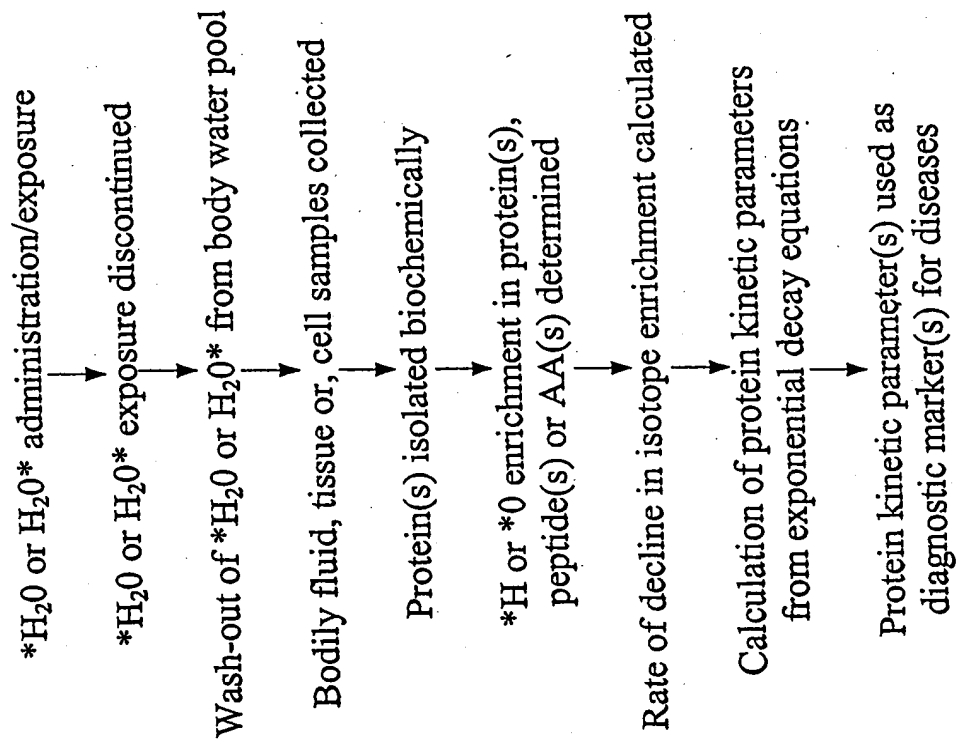 *H₂0 or H₂0* administration/exposure
*H₂0 or H₂0* exposure discontinued
Wash-out of *H₂0 or H₂0* from body water pool
Bodily fluid, tissue or, cell samples collected
Protein(s) isolated biochemically
*H or *0 enrichment in protein(s),
peptide(s) or AA(s) determined
Rate of decline in isotope enrichment calculated
Calculation of protein kinetic parameters
from exponential decay equations
Protein kinetic parameter(s) used as
diagnostic marker(s) for diseases